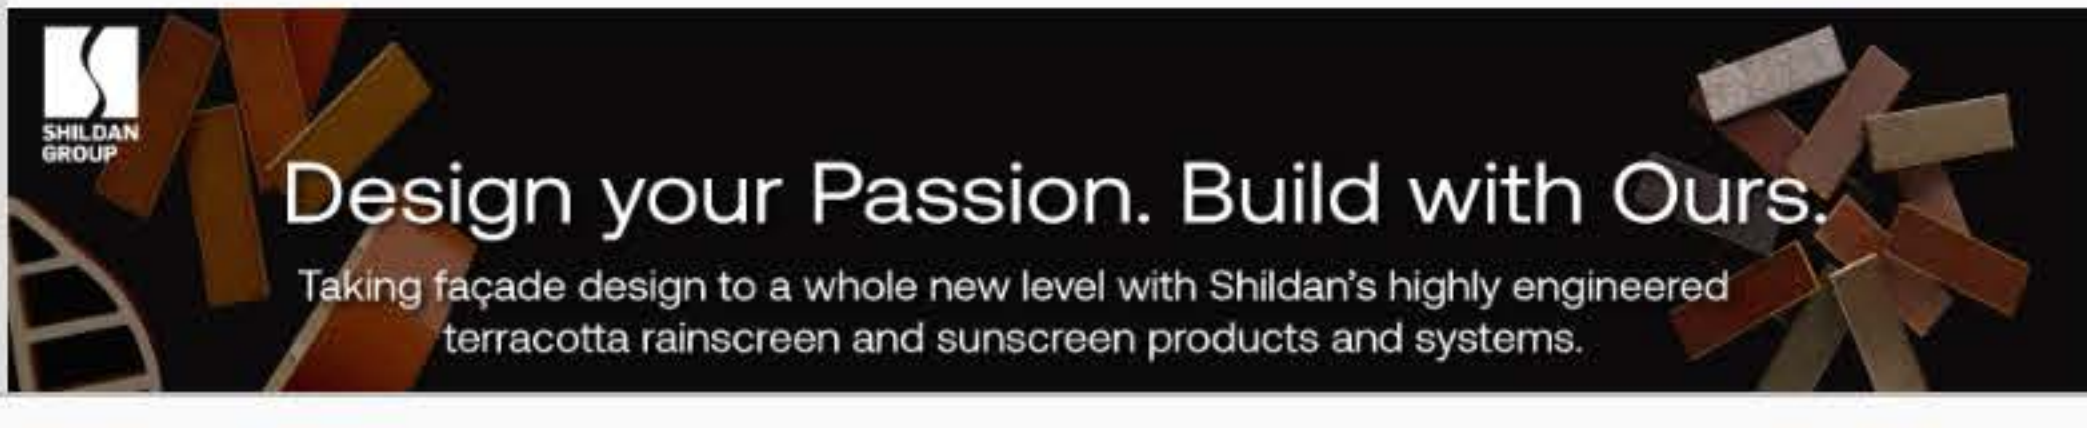 SHILDAN
GROUP
Design your Passion. Build with Ours.
Taking façade design to a whole new level with Shildan's highly engineered
terracotta rainscreen and sunscreen products and systems.